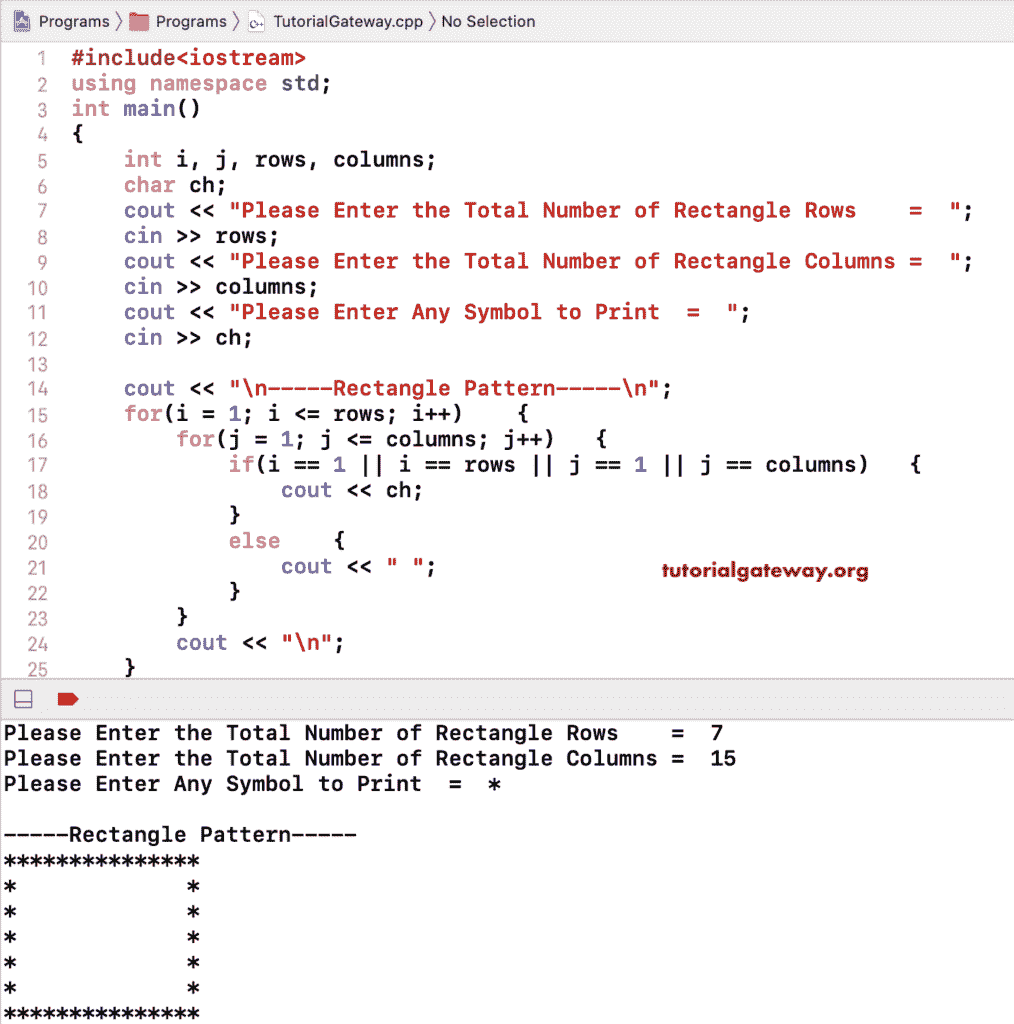 Programs 〉 Programs 〉 TutorialGateway.cpp 〉 No Selection
1 #include<iostream>
2 using namespace std;
3 int main()
4 {
5     int i, j, rows, columns;
6     char ch;
7     cout << "Please Enter the Total Number of Rectangle Rows    =  ";
8     cin >> rows;
9     cout << "Please Enter the Total Number of Rectangle Columns =  ";
10     cin >> columns;
11     cout << "Please Enter Any Symbol to Print  =  ";
12     cin >> ch;
13
14     cout << "\n-----Rectangle Pattern-----\n";
15     for(i = 1; i <= rows; i++)    {
16         for(j = 1; j <= columns; j++)   {
17             if(i == 1 || i == rows || j == 1 || j == columns)   {
18                 cout << ch;
19             }
20             else    {
21                 cout << " ";
tutorialgateway.org
22             }
23         }
24         cout << "\n";
25     }
Please Enter the Total Number of Rectangle Rows    =  7
Please Enter the Total Number of Rectangle Columns =  15
Please Enter Any Symbol to Print  =  *
-----Rectangle Pattern-----
***************
*             *
*             *
*             *
*             *
*             *
***************